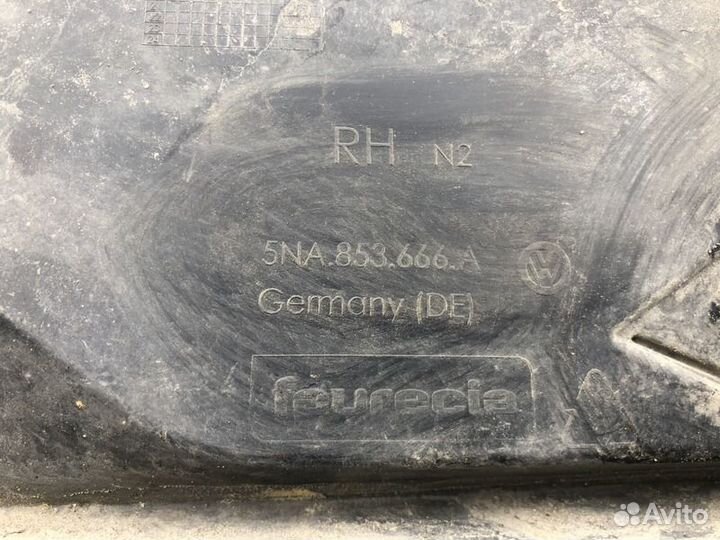 RH N2
5NA.853.666.A
Germany (DE)
faurecia
Avito